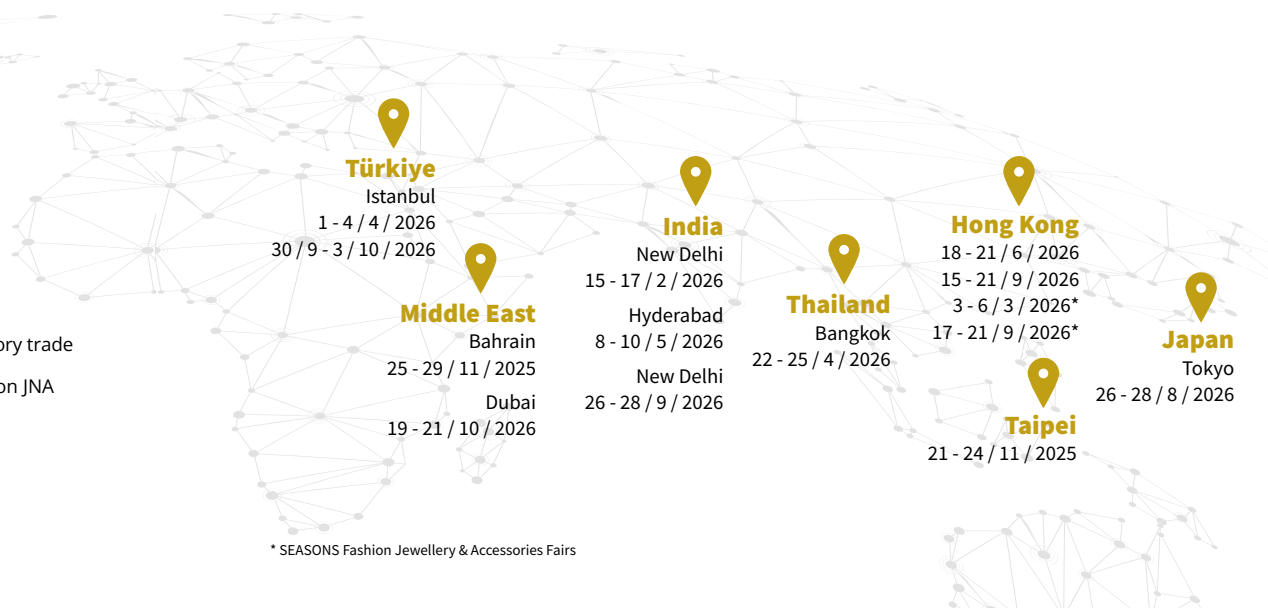 Türkiye
Istanbul
1 - 4 / 4 / 2026
30 / 9 - 3 / 10 / 2026
Middle East
Bahrain
25 - 29 / 11 / 2025
Dubai
19 - 21 / 10 / 2026
India
New Delhi
15 - 17 / 2 / 2026
Hyderabad
8 - 10 / 5 / 2026
New Delhi
26 - 28 / 9 / 2026
Thailand
Bangkok
22 - 25 / 4 / 2026
Hong Kong
18 - 21 / 6 / 2026
15 - 21 / 9 / 2026
3 - 6 / 3 / 2026*
17 - 21 / 9 / 2026*
Taipei
21 - 24 / 11 / 2025
Japan
Tokyo
26 - 28 / 8 / 2026
ory trade
on JNA
* SEASONS Fashion Jewellery & Accessories Fairs